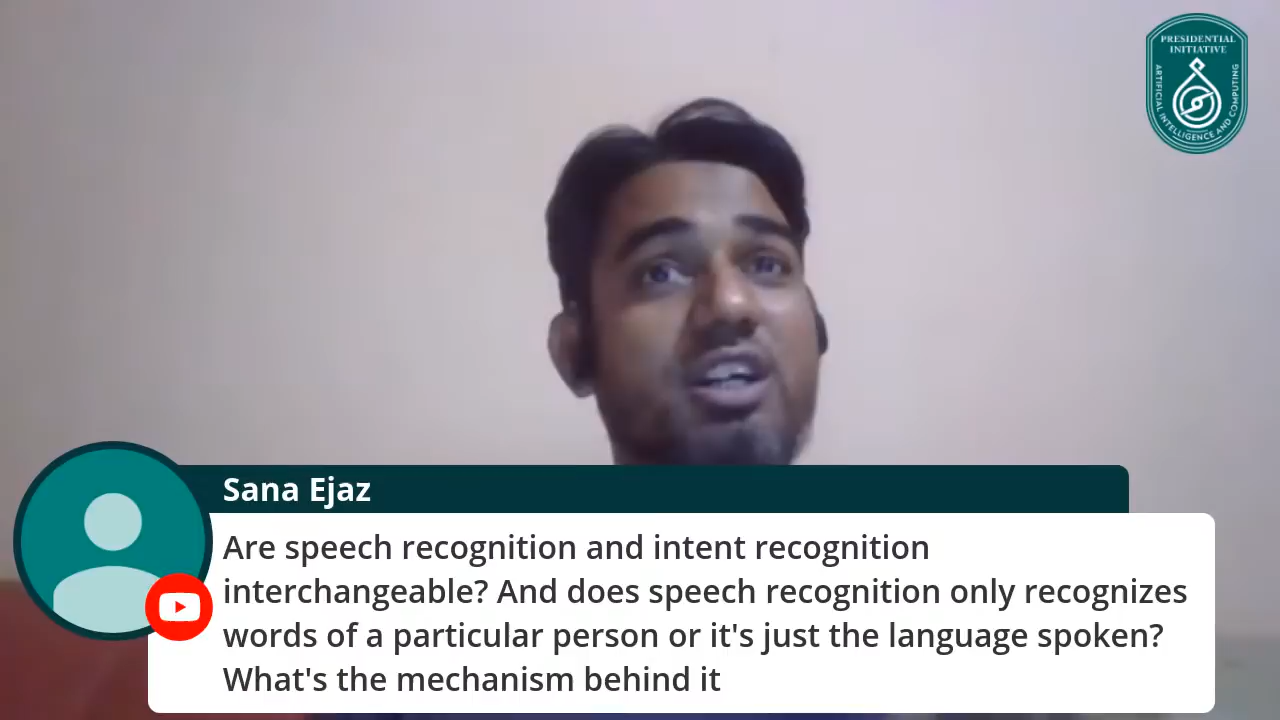 PRESIDENTIAL
INITIATIVE
ARTIFICIAL INTELLIGENCE AND COMPUTING
Sana Ejaz
Are speech recognition and intent recognition
interchangeable? And does speech recognition only recognizes
words of a particular person or it's just the language spoken?
What's the mechanism behind it